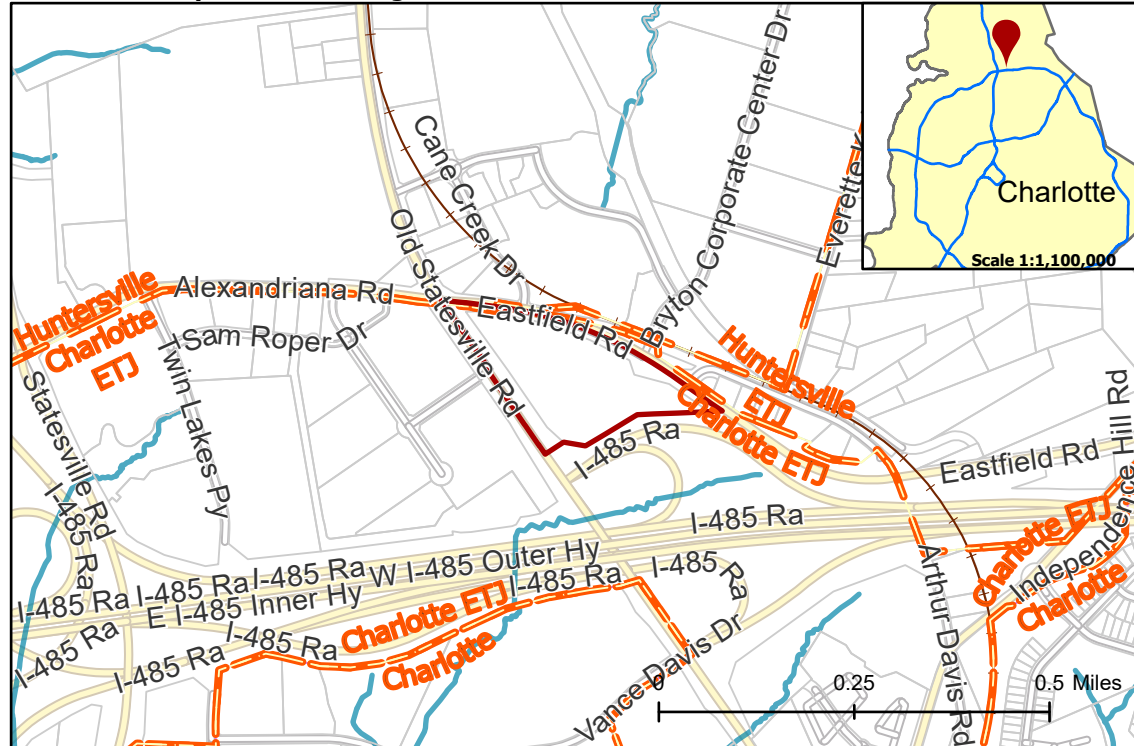 Cane Creek Dr
Bryton Corporate Center Dr
Charlotte
Scale 1:1,100,000
Old Statesville Rd
Huntersville
Alexandriana Rd
Eastfield Rd
Charlotte
ETJ
Sam Roper Dr
Huntersville
ETJ
Charlotte ETJ
Twin Lakes Py
Statesville Rd
I-485 Ra
Eastfield Rd
I-485 Ra
I-485 Ra
Charlotte ETJ
Independence Hill Rd
Charlotte
Arthur Davis Rd
I-485 Ra
I-485 Ra
I-485 Ra
W I-485 Outer Hy
I-485 Ra
I-485 Ra
E I-485 Inner Hy
Charlotte ETJ
Charlotte
I-485 Ra
I-485 Ra
I-485 Ra
Vance Davis Dr
0 0.25 0.5 Miles